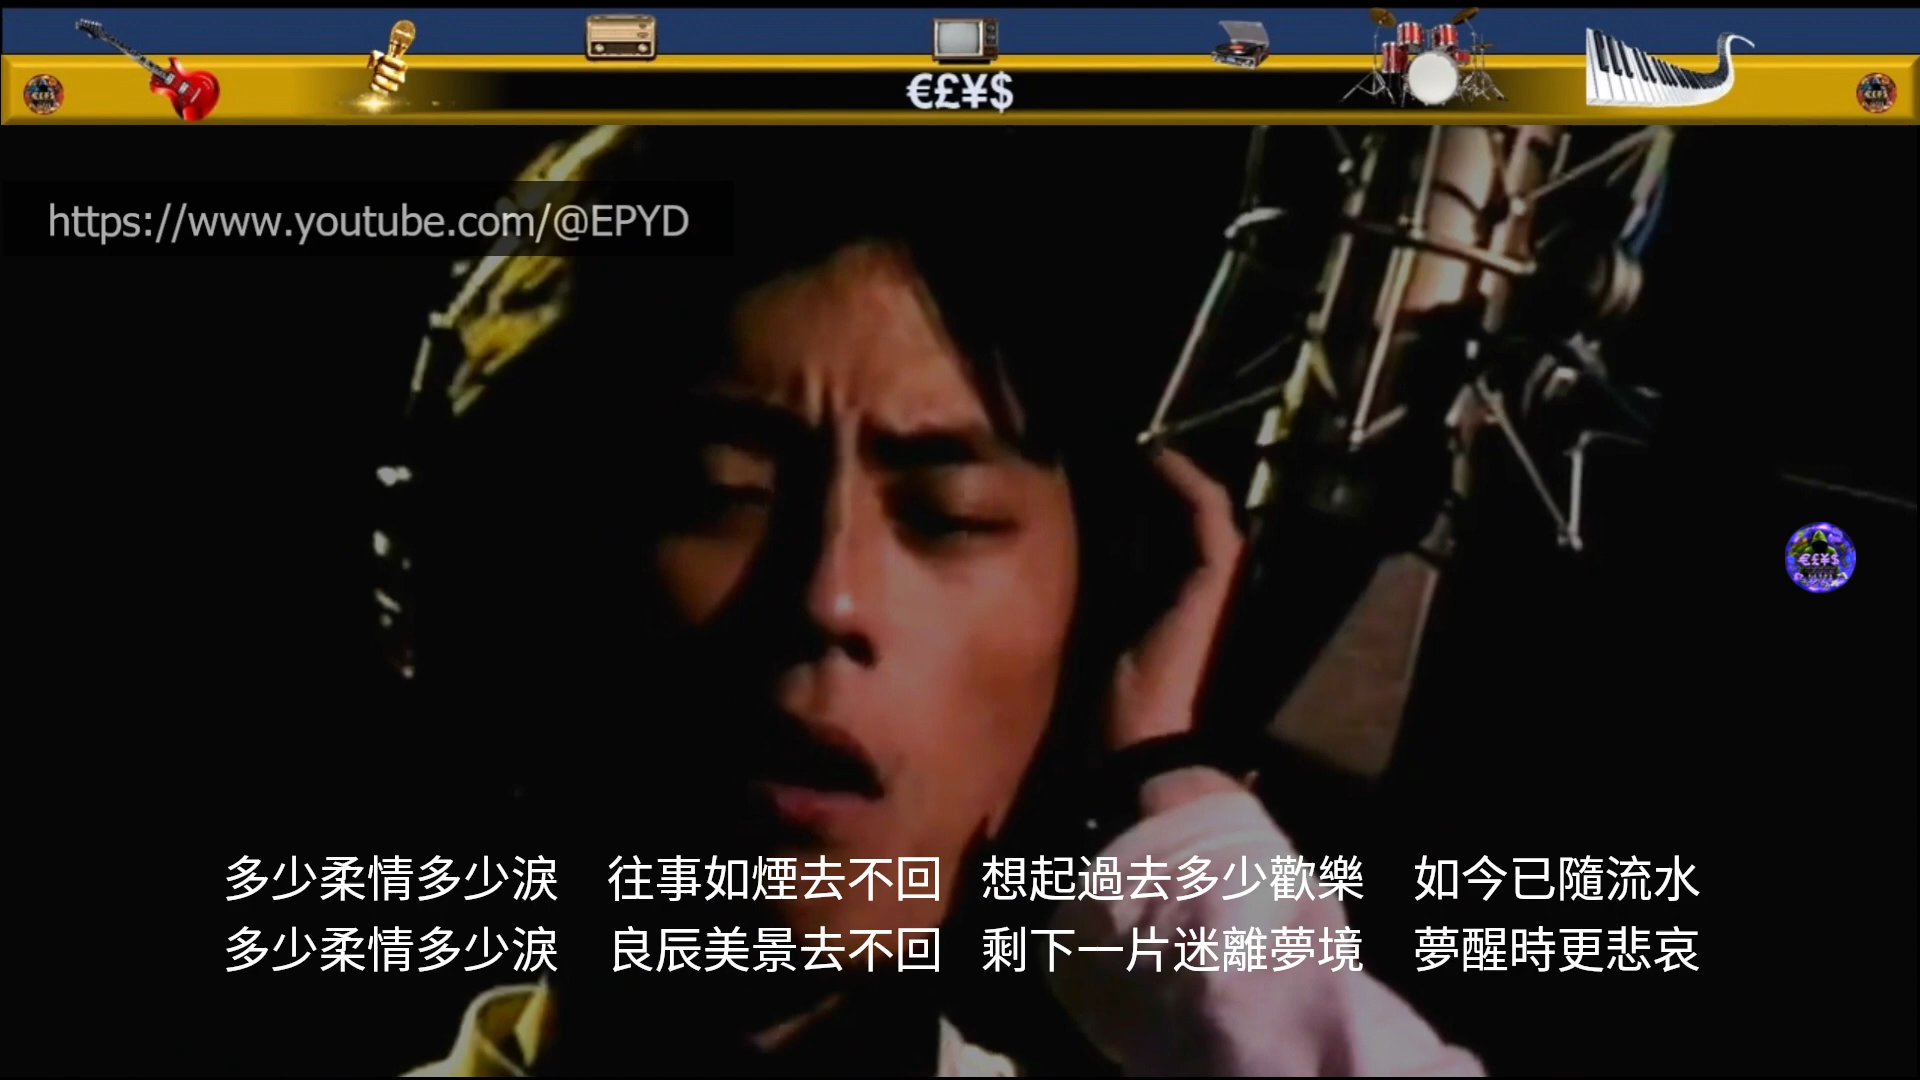 €£¥$
https://www.youtube.com/@EPYD
€£¥$
多少柔情多少淚 往事如煙去不回 想起過去多少歡樂 如今已隨流水
多少柔情多少淚 良辰美景去不回 剩下一片迷離夢境 夢醒時更悲哀